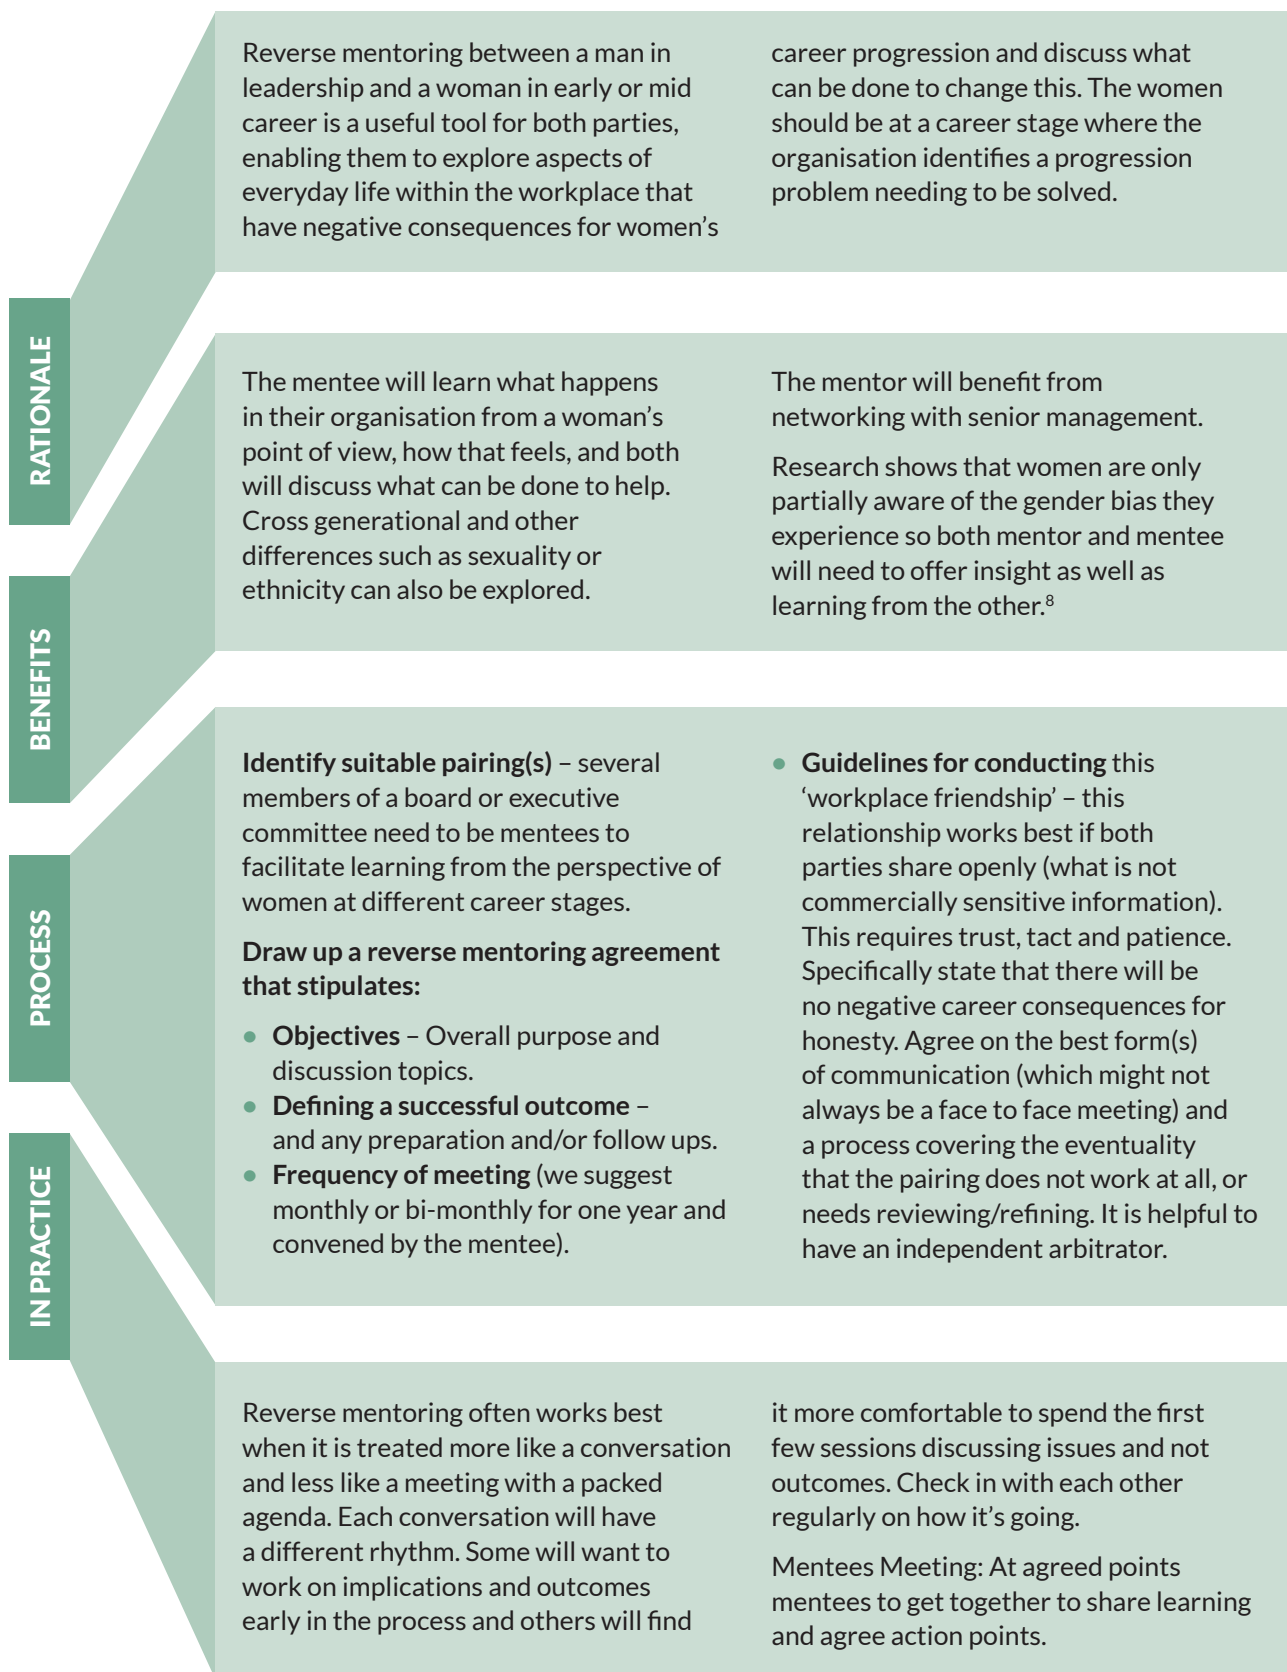 RATIONALE
Reverse mentoring between a man in
leadership and a woman in early or mid
career is a useful tool for both parties,
enabling them to explore aspects of
everyday life within the workplace that
have negative consequences for women’s
career progression and discuss what
can be done to change this. The women
should be at a career stage where the
organisation identifies a progression
problem needing to be solved.
BENEFITS
The mentee will learn what happens
in their organisation from a woman’s
point of view, how that feels, and both
will discuss what can be done to help.
Cross generational and other
differences such as sexuality or
ethnicity can also be explored.
The mentor will benefit from
networking with senior management.
Research shows that women are only
partially aware of the gender bias they
experience so both mentor and mentee
will need to offer insight as well as
learning from the other.⁸
PROCESS
Identify suitable pairing(s) – several
members of a board or executive
committee need to be mentees to
facilitate learning from the perspective of
women at different career stages.
Draw up a reverse mentoring agreement
that stipulates:
● Objectives – Overall purpose and
discussion topics.
● Defining a successful outcome –
and any preparation and/or follow ups.
● Frequency of meeting (we suggest
monthly or bi-monthly for one year and
convened by the mentee).
● Guidelines for conducting this
‘workplace friendship’ – this
relationship works best if both
parties share openly (what is not
commercially sensitive information).
This requires trust, tact and patience.
Specifically state that there will be
no negative career consequences for
honesty. Agree on the best form(s)
of communication (which might not
always be a face to face meeting) and
a process covering the eventuality
that the pairing does not work at all, or
needs reviewing/refining. It is helpful to
have an independent arbitrator.
IN PRACTICE
Reverse mentoring often works best
when it is treated more like a conversation
and less like a meeting with a packed
agenda. Each conversation will have
a different rhythm. Some will want to
work on implications and outcomes
early in the process and others will find
it more comfortable to spend the first
few sessions discussing issues and not
outcomes. Check in with each other
regularly on how it’s going.
Mentees Meeting: At agreed points
mentees to get together to share learning
and agree action points.